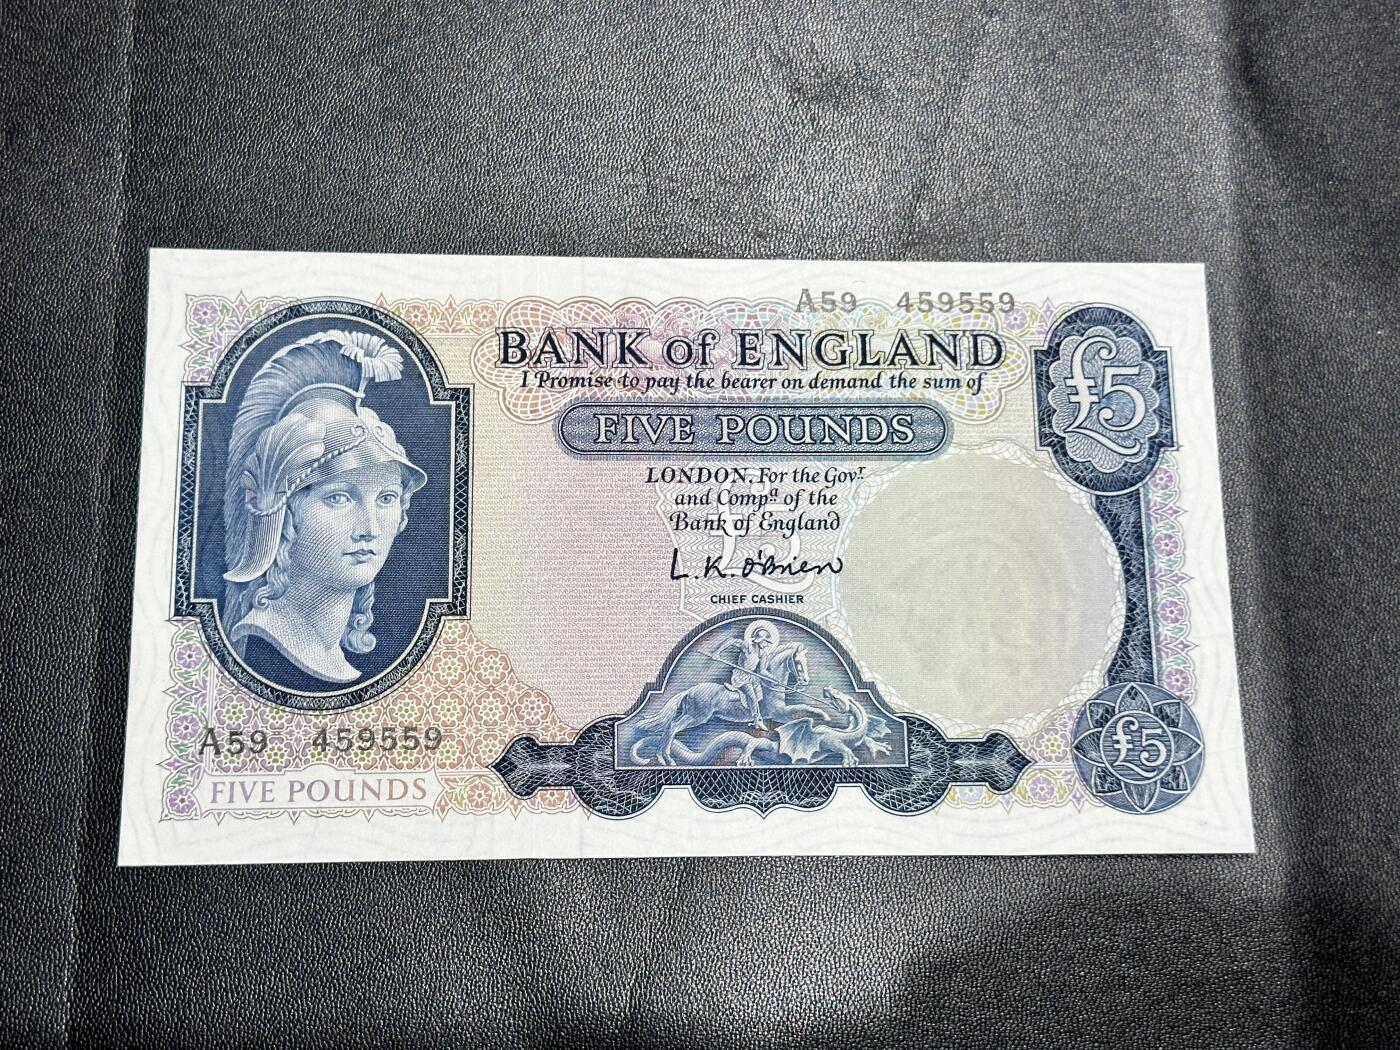 A59 459559
BANK of ENGLAND
I Promise to pay the bearer on demand the sum of
£5
FIVE POUNDS
LONDON. For the Govr.
and Compa. of the
Bank of England
£5
L.K. O'Brien
CHIEF CASHIER
A59 459559
£5
FIVE POUNDS